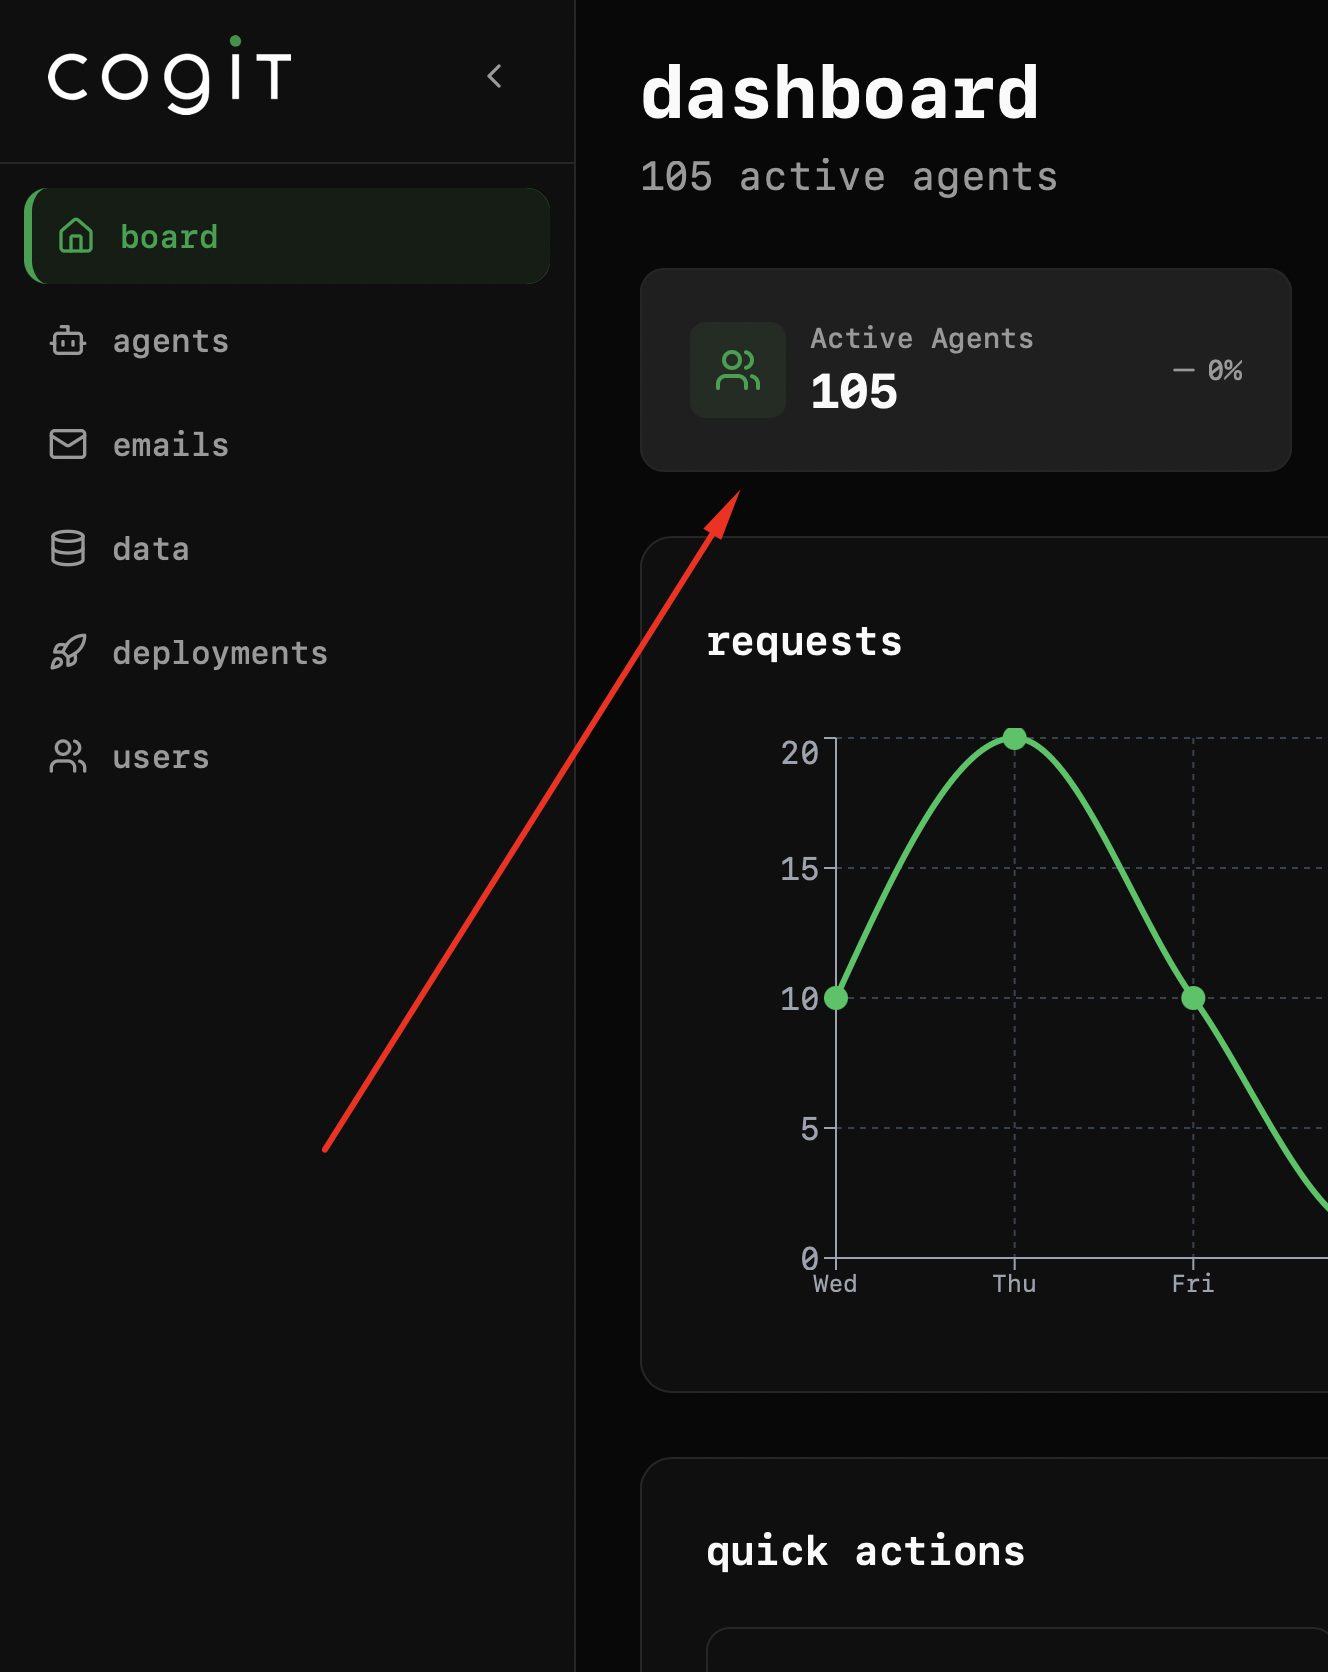 cogiT
dashboard
105 active agents
board
agents
emails
data
deployments
users
Active Agents
105
— 0%
requests
20
15
10
5
0
Wed Thu Fri
quick actions